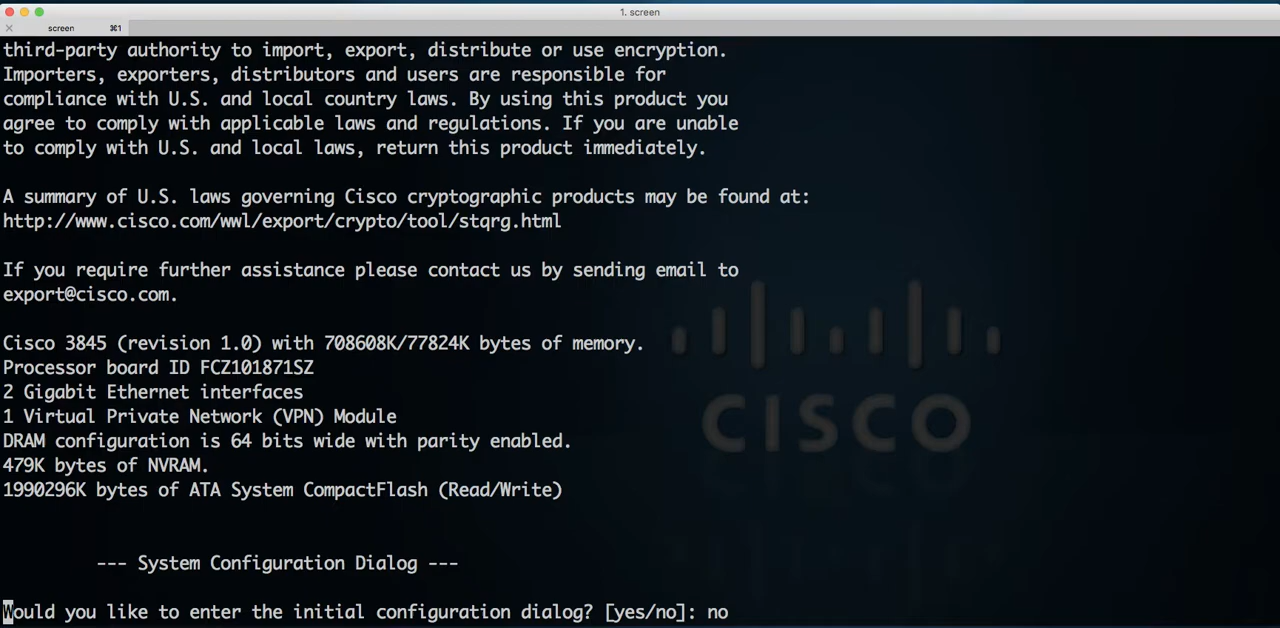 1. screen
screen ⌘1
third-party authority to import, export, distribute or use encryption.
Importers, exporters, distributors and users are responsible for
compliance with U.S. and local country laws. By using this product you
agree to comply with applicable laws and regulations. If you are unable
to comply with U.S. and local laws, return this product immediately.
A summary of U.S. laws governing Cisco cryptographic products may be found at:
http://www.cisco.com/wwl/export/crypto/tool/stqrg.html
If you require further assistance please contact us by sending email to
export@cisco.com.
Cisco 3845 (revision 1.0) with 708608K/77824K bytes of memory.
Processor board ID FCZ101871SZ
2 Gigabit Ethernet interfaces
1 Virtual Private Network (VPN) Module
DRAM configuration is 64 bits wide with parity enabled.
479K bytes of NVRAM.
1990296K bytes of ATA System CompactFlash (Read/Write)
--- System Configuration Dialog ---
Would you like to enter the initial configuration dialog? [yes/no]: no
CISCO